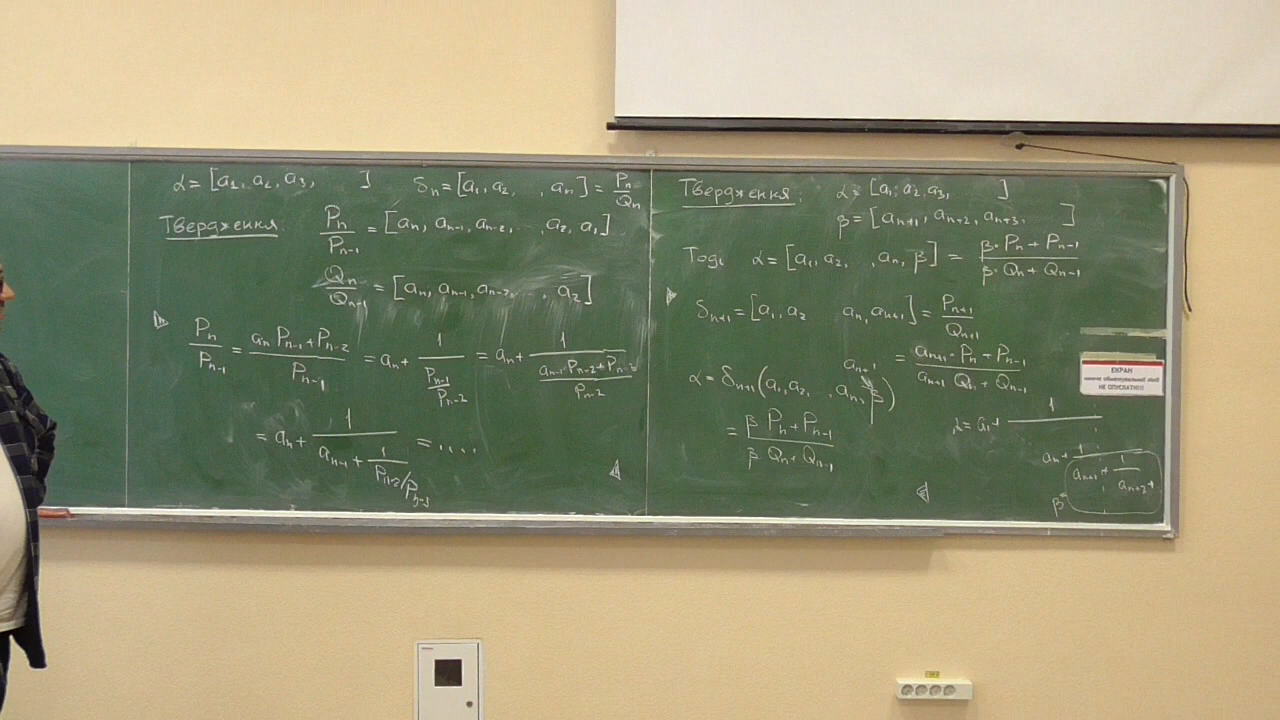 α = [a₁, a₂, a₃,      ]   δₙ = [a₁, a₂,   , aₙ] = Pₙ/Qₙ
Твердження.   Pₙ/Pₙ₋₁ = [aₙ, aₙ₋₁, aₙ₋₂, . , a₂, a₁]
Qₙ/Qₙ₋₁ = [aₙ, aₙ₋₁, aₙ₋₂, . , a₂]
Pₙ/Pₙ₋₁ = (aₙ Pₙ₋₁ + Pₙ₋₂)/Pₙ₋₁ = aₙ + 1/(Pₙ₋₁/Pₙ₋₂) = aₙ + 1/((aₙ₋₁·Pₙ₋₂ + Pₙ₋₃)/Pₙ₋₂)
= aₙ + 1/(aₙ₋₁ + 1/(Pₙ₋₂/Pₙ₋₃)) = ....
Твердження:   α = [a₁, a₂, a₃,      ]
β = [aₙ₊₁, aₙ₊₂, aₙ₊₃,    ]
Тоді   α = [a₁, a₂,   , aₙ, β] = (β·Pₙ + Pₙ₋₁)/(β·Qₙ + Qₙ₋₁)
δₙ₊₁ = [a₁, a₂    aₙ, aₙ₊₁] = Pₙ₊₁/Qₙ₊₁
= (aₙ₊₁·Pₙ + Pₙ₋₁)/(aₙ₊₁ Qₙ + Qₙ₋₁)
aₙ₊₁
α = δₙ₊₁(a₁, a₂,   , aₙ, β)
= (β Pₙ + Pₙ₋₁)/(β Qₙ + Qₙ₋₁)
α = a₁ + 1/
aₙ + 1/(aₙ₊₁ + 1/(aₙ₊₂ +
β
ЕКРАН
НЕ ОПУСКАТИ!!!